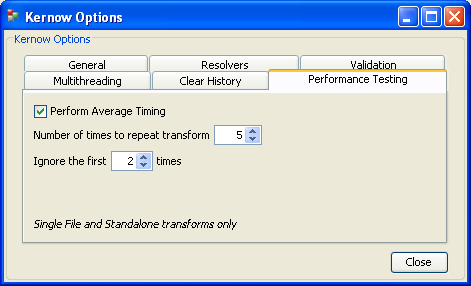 Kernow Options
Kernow Options
General Resolvers Validation
Multithreading Clear History Performance Testing
Perform Average Timing
Number of times to repeat transform 5
Ignore the first 2 times
Single File and Standalone transforms only
Close